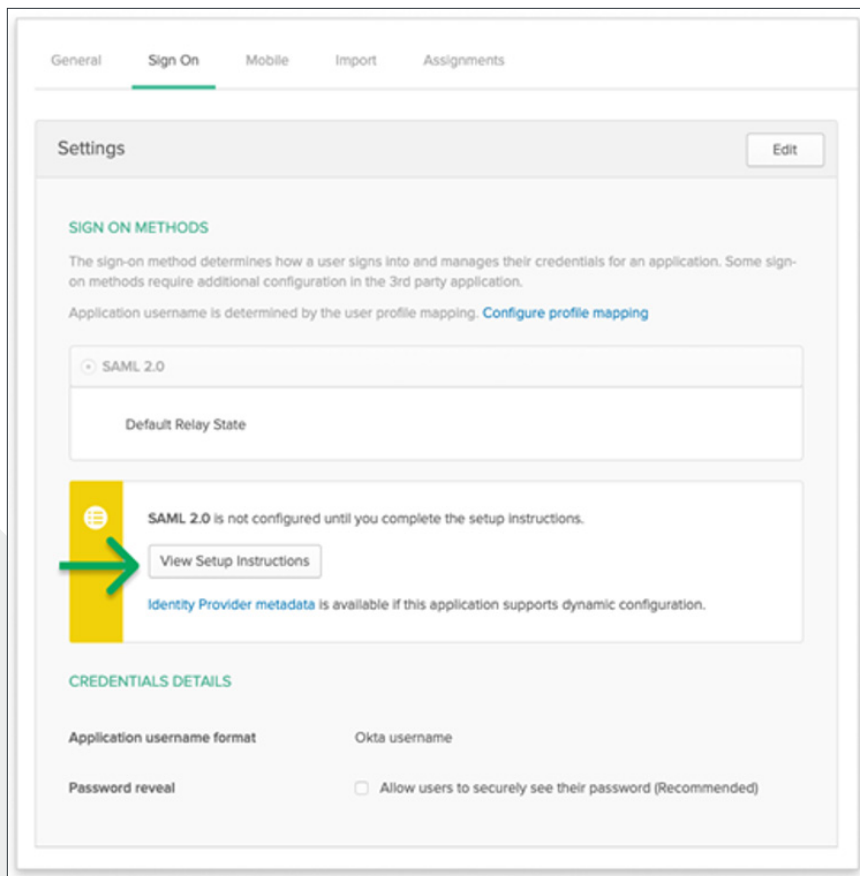 General Sign On Mobile Import Assignments
Settings Edit
SIGN ON METHODS
The sign-on method determines how a user signs into and manages their credentials for an application. Some sign-
on methods require additional configuration in the 3rd party application.
Application username is determined by the user profile mapping. Configure profile mapping
SAML 2.0
Default Relay State
SAML 2.0 is not configured until you complete the setup instructions.
View Setup Instructions
Identity Provider metadata is available if this application supports dynamic configuration.
CREDENTIALS DETAILS
Application username format Okta username
Password reveal Allow users to securely see their password (Recommended)